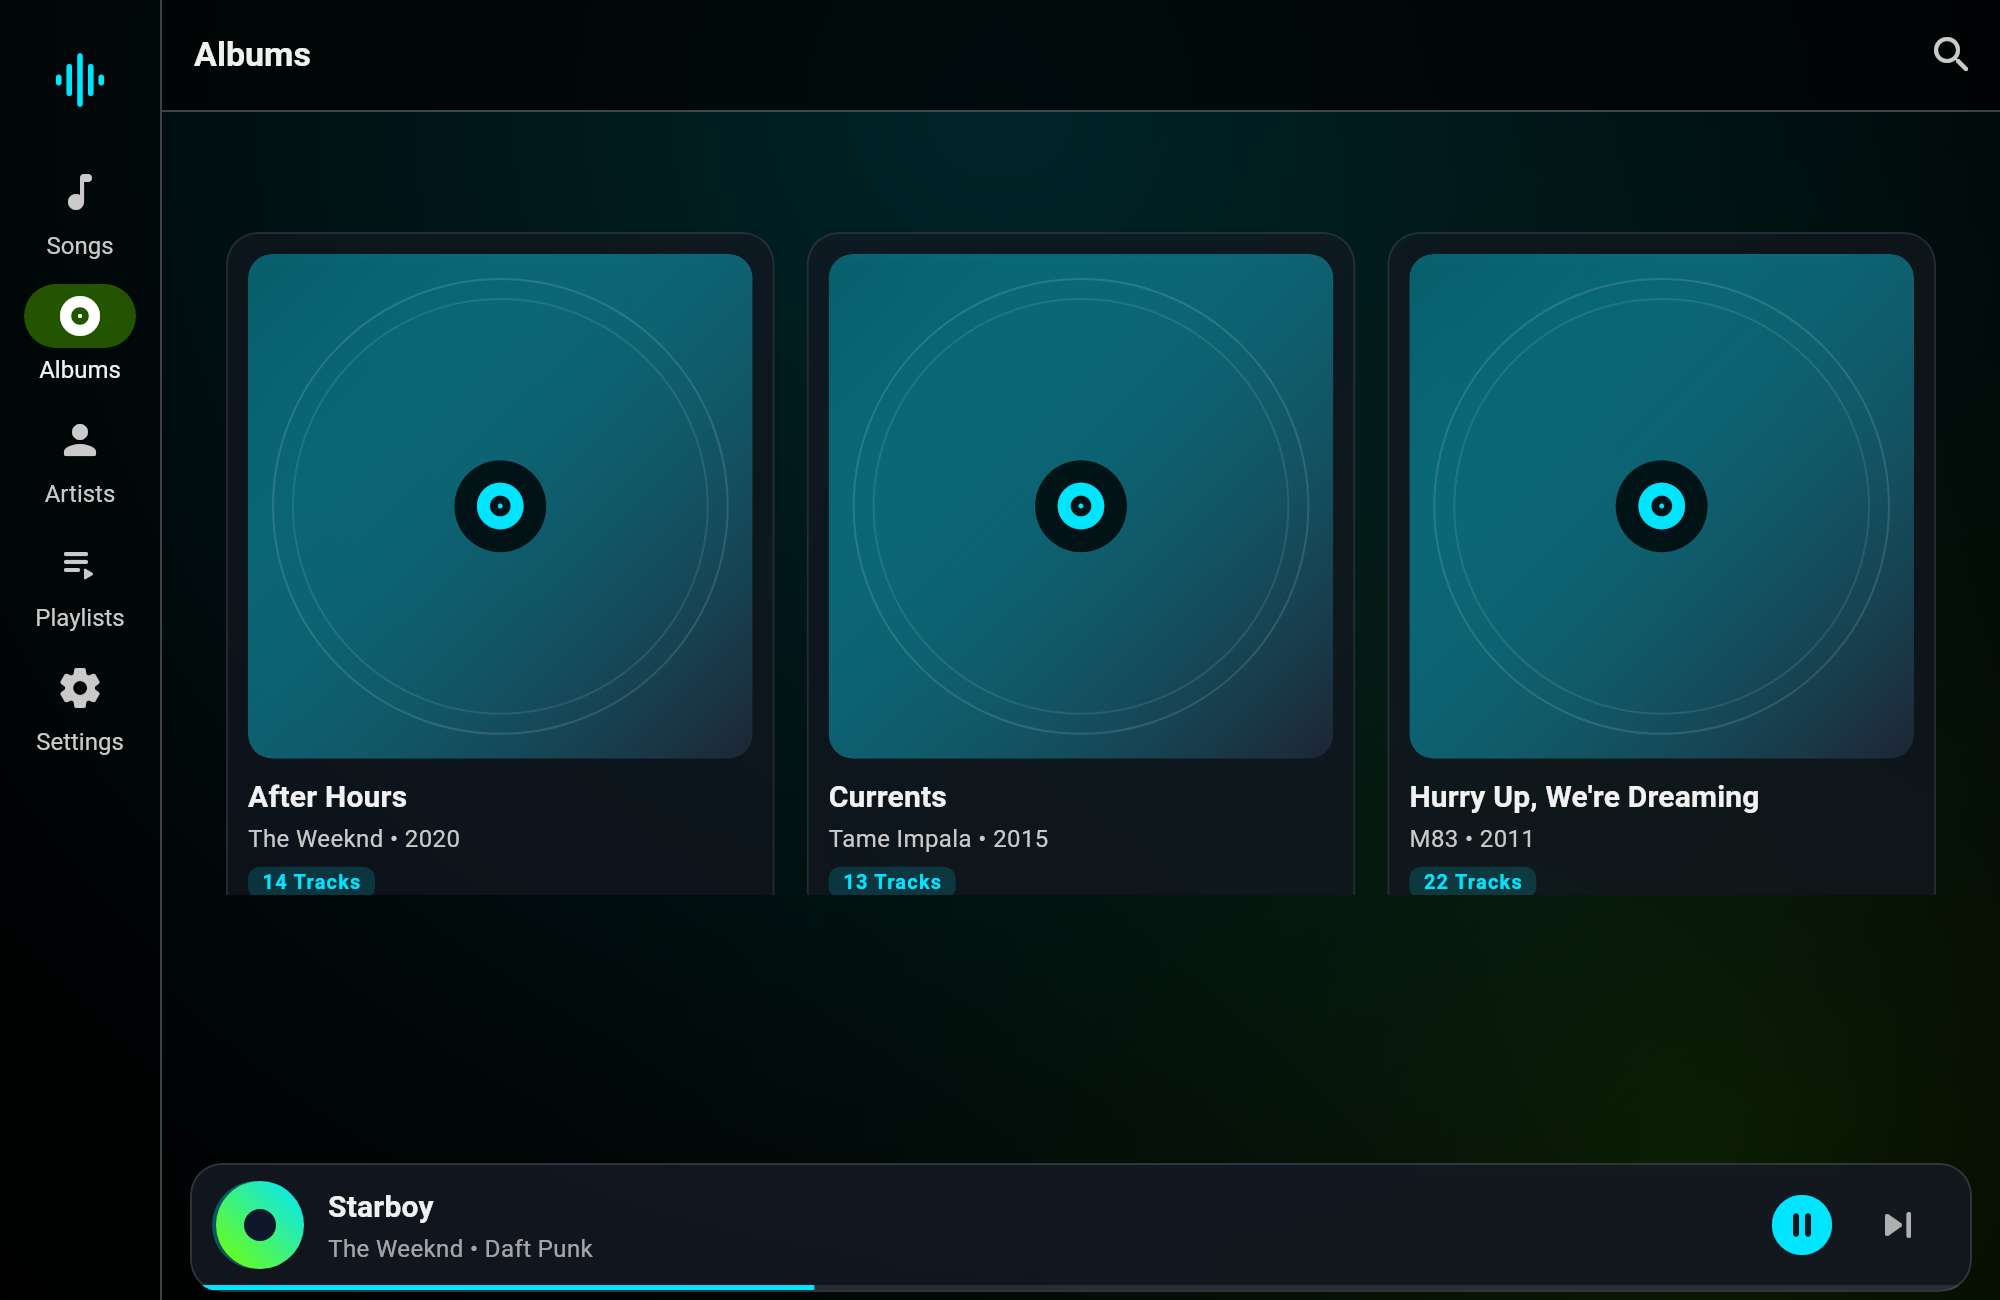 Albums
Songs
Albums
Artists
Playlists
Settings
After Hours
The Weeknd • 2020
14 Tracks
Currents
Tame Impala • 2015
13 Tracks
Hurry Up, We're Dreaming
M83 • 2011
22 Tracks
Starboy
The Weeknd • Daft Punk